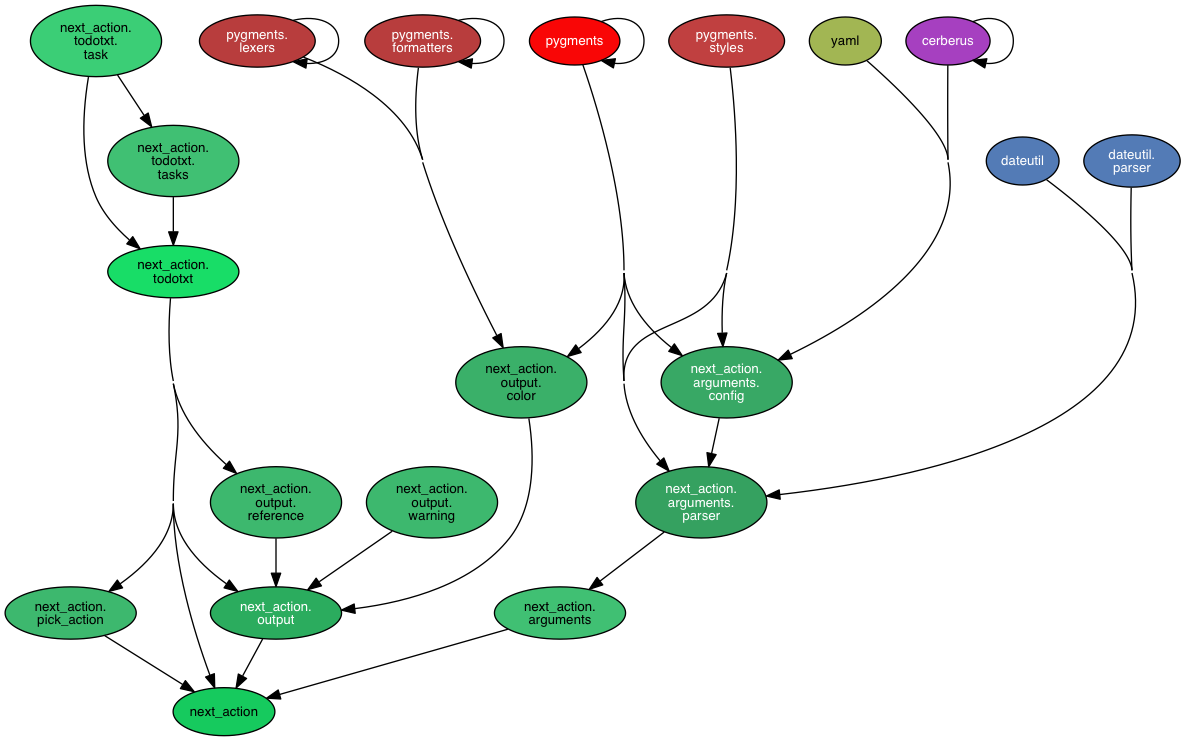 next_action.
todotxt.
task
pygments.
lexers
pygments.
formatters
pygments
pygments.
styles
yaml
cerberus
next_action.
todotxt.
tasks
dateutil
dateutil.
parser
next_action.
todotxt
next_action.
output.
color
next_action.
arguments.
config
next_action.
output.
reference
next_action.
output.
warning
next_action.
arguments.
parser
next_action.
pick_action
next_action.
output
next_action.
arguments
next_action